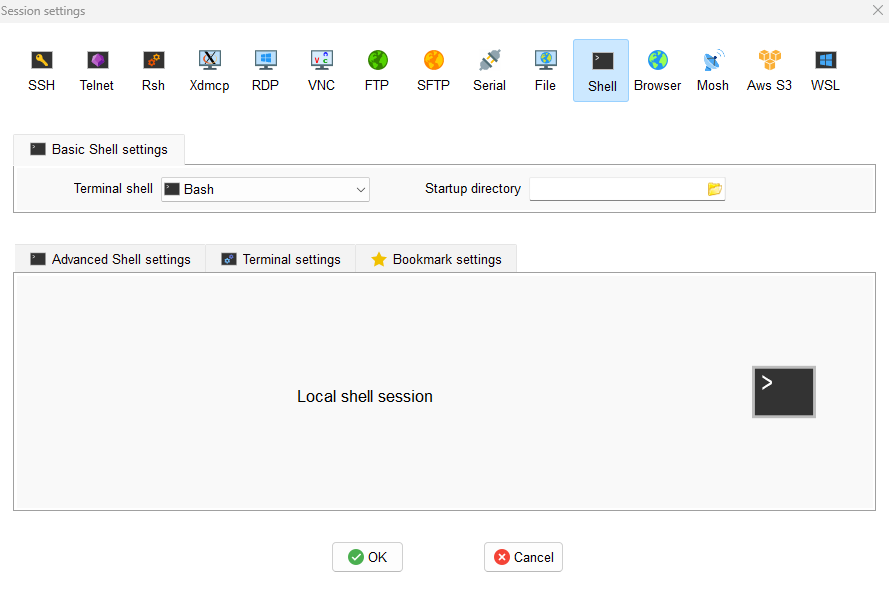 Session settings
SSH Telnet Rsh Xdmcp RDP VNC FTP SFTP Serial File Shell Browser Mosh Aws S3 WSL
Basic Shell settings
Terminal shell Bash Startup directory
Advanced Shell settings Terminal settings Bookmark settings
Local shell session
OK Cancel